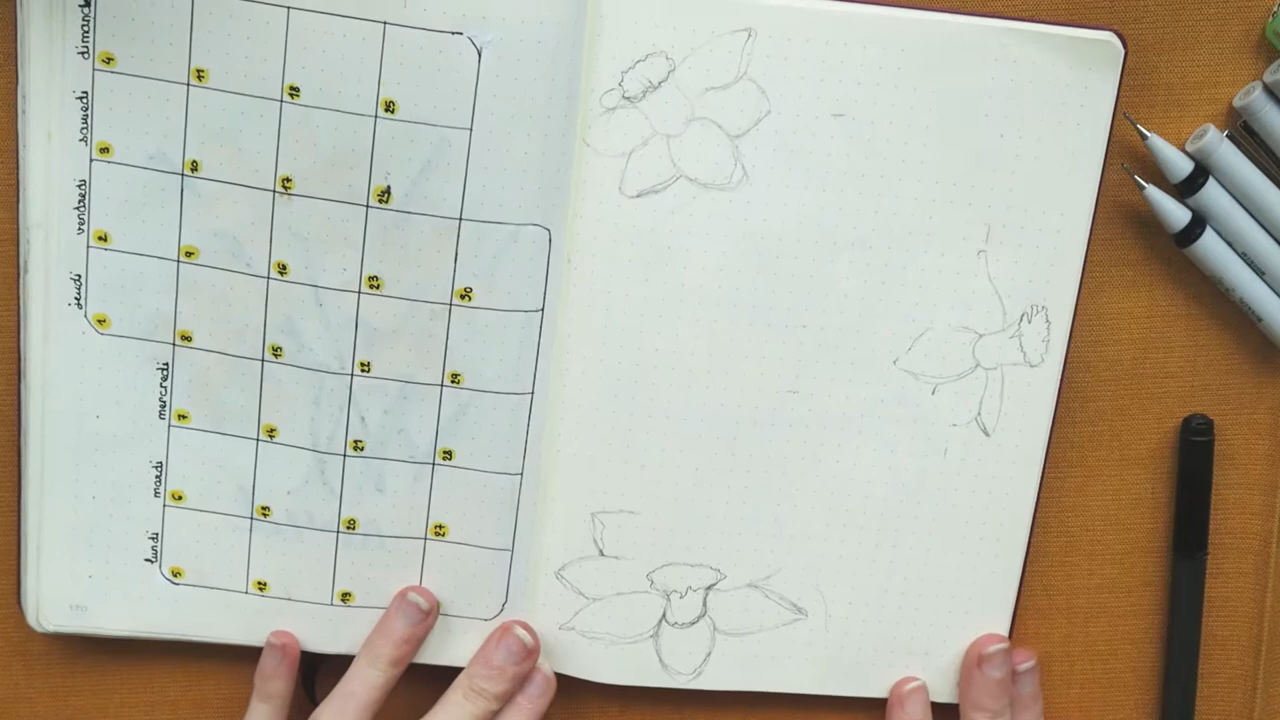 jeudi vendredi samedi dimanche
1 2 3 4
lundi mardi mercredi
5 6 7 8 9 10 11
12 13 14 15 16 17 18
19 20 21 22 23 24 25
27 28 29 30
170